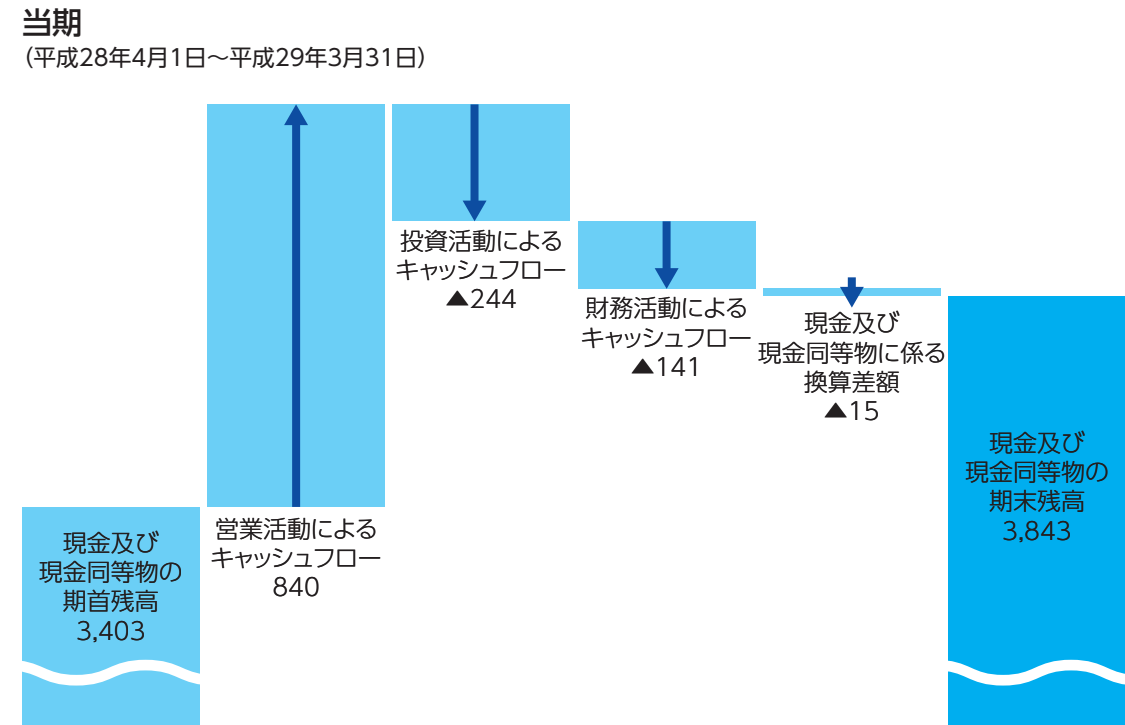 当期
(平成28年4月1日～平成29年3月31日)
現金及び
現金同等物の
期首残高
3,403
営業活動による
キャッシュフロー
840
投資活動による
キャッシュフロー
▲244
財務活動による
キャッシュフロー
▲141
現金及び
現金同等物に係る
換算差額
▲15
現金及び
現金同等物の
期末残高
3,843